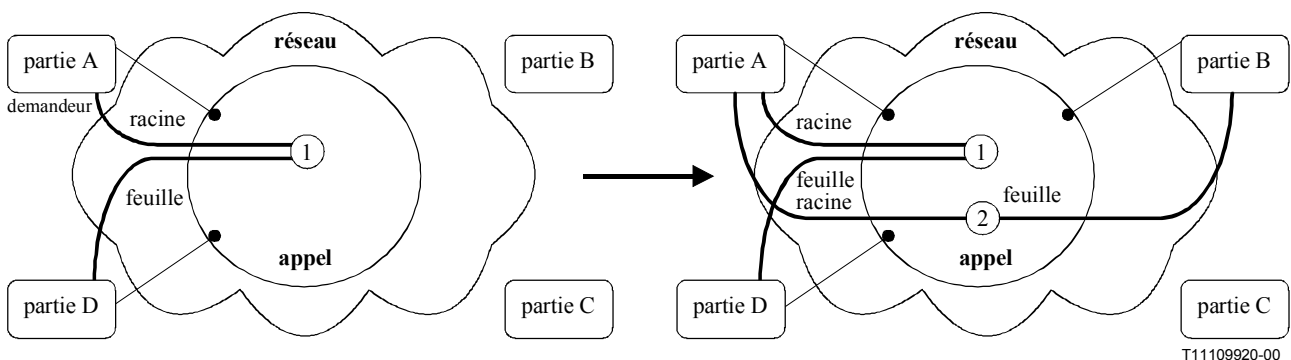 réseau
partie A
partie B
demandeur
racine
1
feuille
appel
partie D
partie C
réseau
partie A
partie B
racine
1
feuille
racine
2
feuille
appel
partie D
partie C
T11109920-00